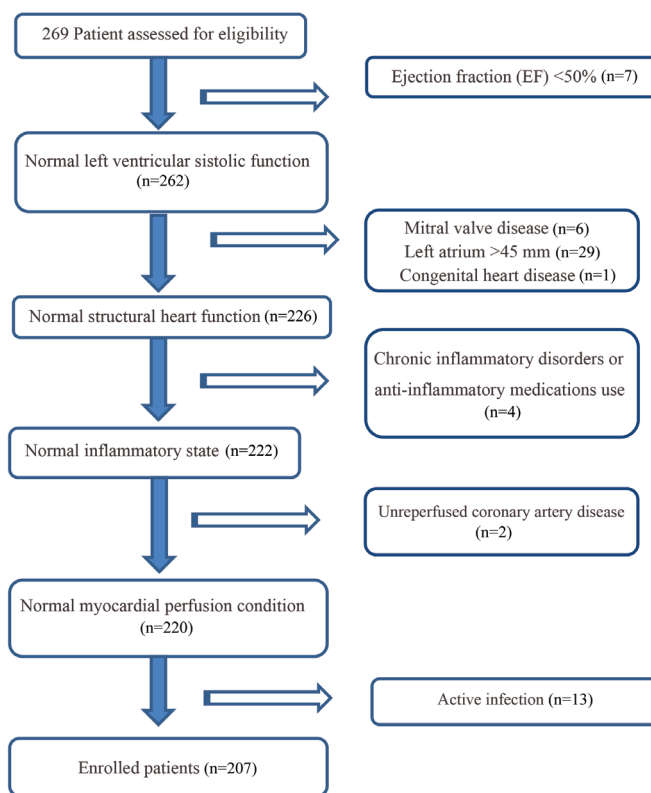 269 Patient assessed for eligibility
Ejection fraction (EF) <50% (n=7)
Normal left ventricular sistolic function
(n=262)
Mitral valve disease (n=6)
Left atrium >45 mm (n=29)
Congenital heart disease (n=1)
Normal structural heart function (n=226)
Chronic inflammatory disorders or
anti-inflammatory medications use
(n=4)
Normal inflammatory state (n=222)
Unreperfused coronary artery disease
(n=2)
Normal myocardial perfusion condition
(n=220)
Active infection (n=13)
Enrolled patients (n=207)